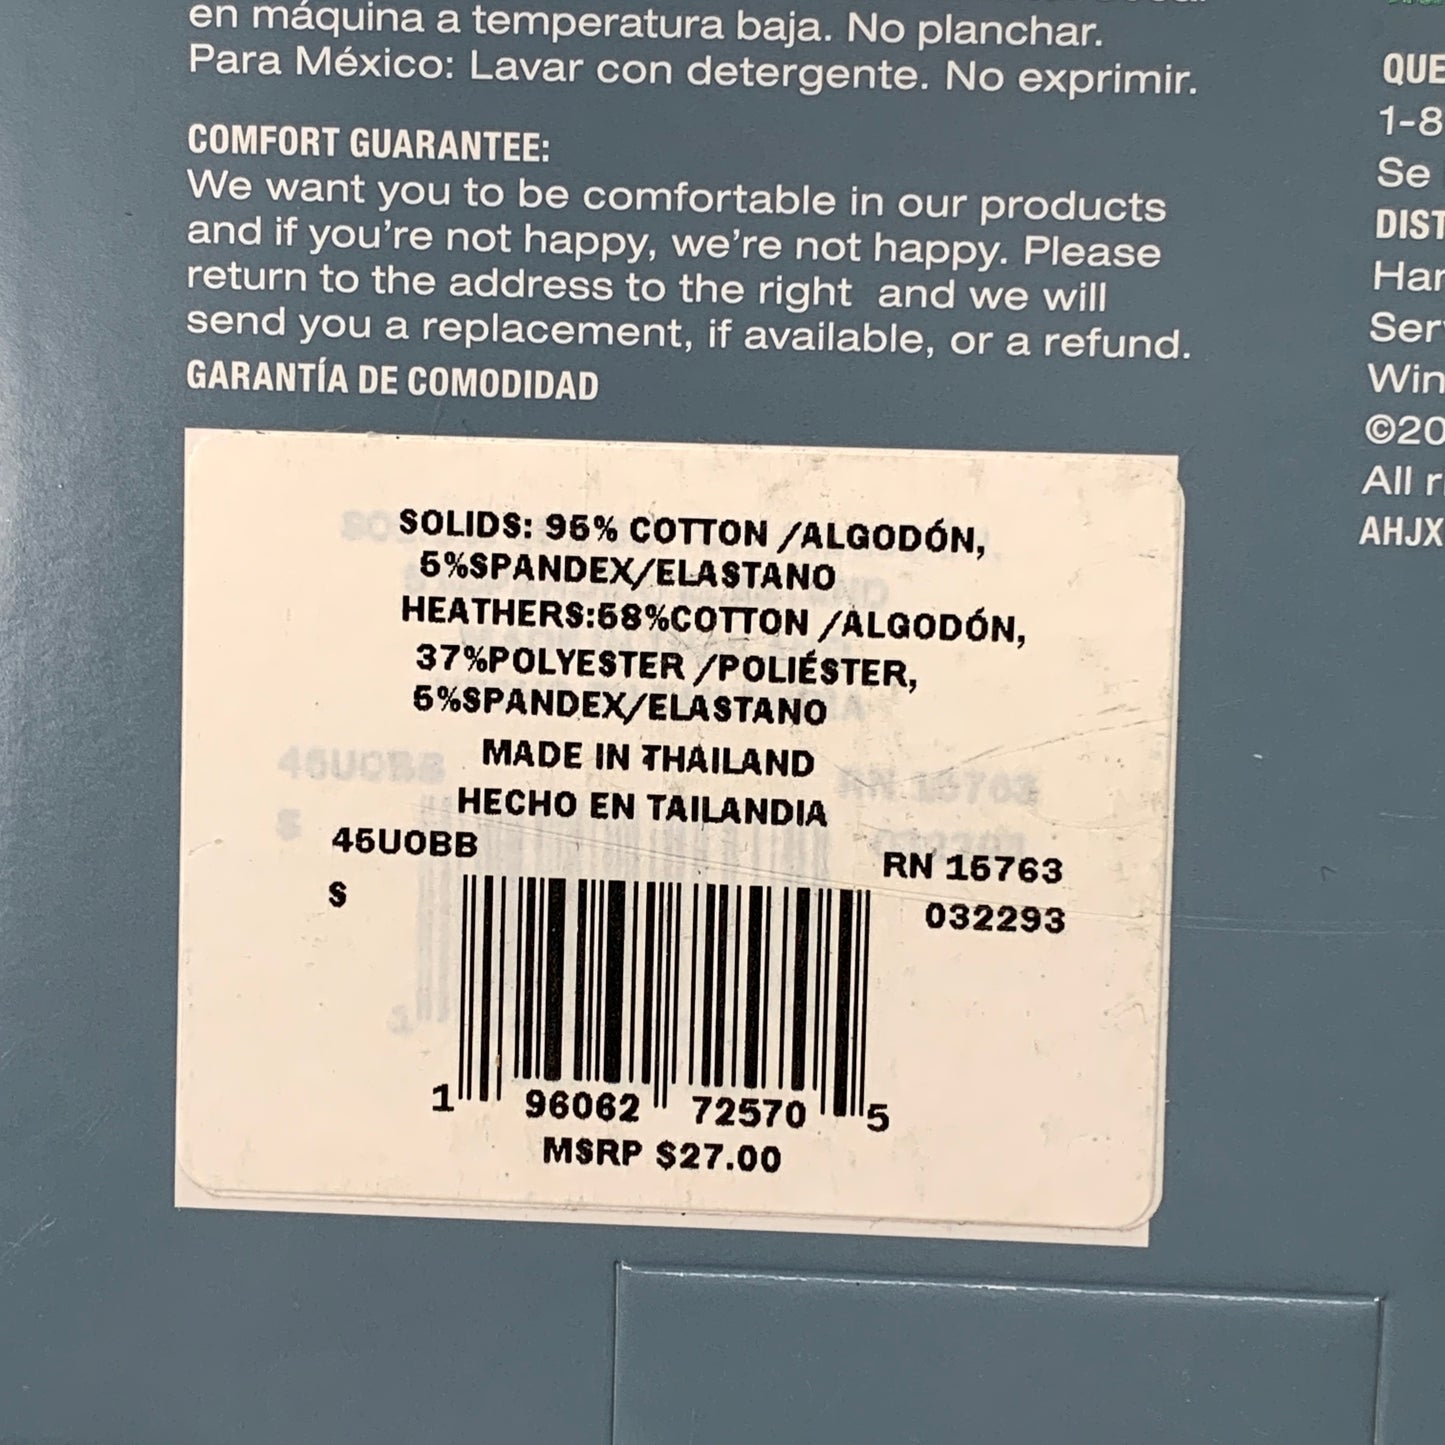 en máquina a temperatura baja. No planchar.
Para México: Lavar con detergente. No exprimir.
COMFORT GUARANTEE:
We want you to be comfortable in our products
and if you're not happy, we're not happy. Please
return to the address to the right and we will
send you a replacement, if available, or a refund.
GARANTÍA DE COMODIDAD
SOLIDS: 95% COTTON /ALGODÓN,
5%SPANDEX/ELASTANO
HEATHERS:58%COTTON /ALGODÓN,
37%POLYESTER /POLIÉSTER,
5%SPANDEX/ELASTANO
MADE IN THAILAND
HECHO EN TAILANDIA
45UOBB
S
RN 15763
032293
1 96062 72570 5
MSRP $27.00
QUE
1-8
Se
DIST
Har
Ser
Win
©20
All r
AHJX